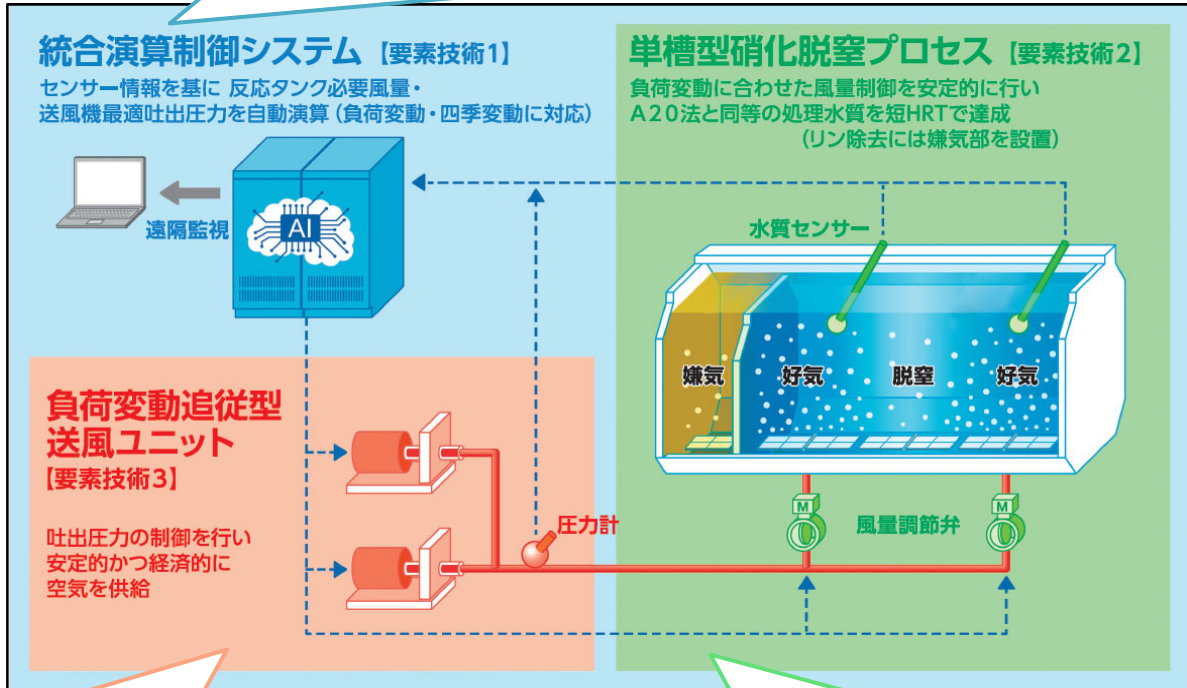 統合演算制御システム【要素技術1】
センサー情報を基に 反応タンク必要風量・
送風機最適吐出圧力を自動演算（負荷変動・四季変動に対応）
遠隔監視
AI
単槽型硝化脱窒プロセス【要素技術2】
負荷変動に合わせた風量制御を安定的に行い
A2O法と同等の処理水質を短HRTで達成
（リン除去には嫌気部を設置）
水質センサー
嫌気
好気
脱窒
好気
M
風量調節弁
M
負荷変動追従型
送風ユニット
【要素技術3】
吐出圧力の制御を行い
安定的かつ経済的に
空気を供給
圧力計